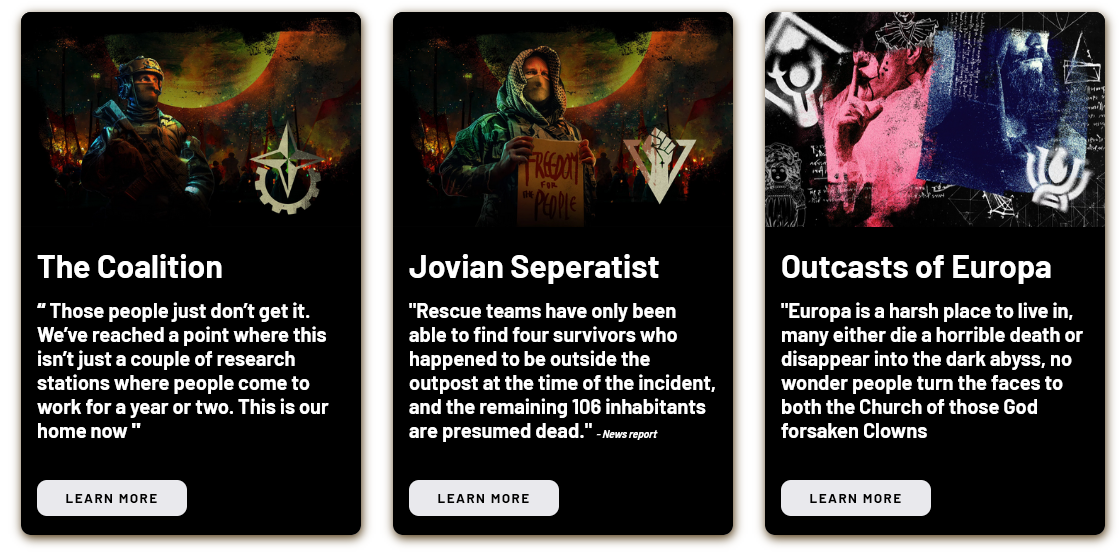 FREEDOM
FOR
THE
PEOPLE
The Coalition
“ Those people just don’t get it.
We’ve reached a point where this
isn’t just a couple of research
stations where people come to
work for a year or two. This is our
home now "
LEARN MORE
Jovian Seperatist
"Rescue teams have only been
able to find four survivors who
happened to be outside the
outpost at the time of the incident,
and the remaining 106 inhabitants
are presumed dead." - News report
LEARN MORE
Outcasts of Europa
"Europa is a harsh place to live in,
many either die a horrible death or
disappear into the dark abyss, no
wonder people turn the faces to
both the Church of those God
forsaken Clowns
LEARN MORE